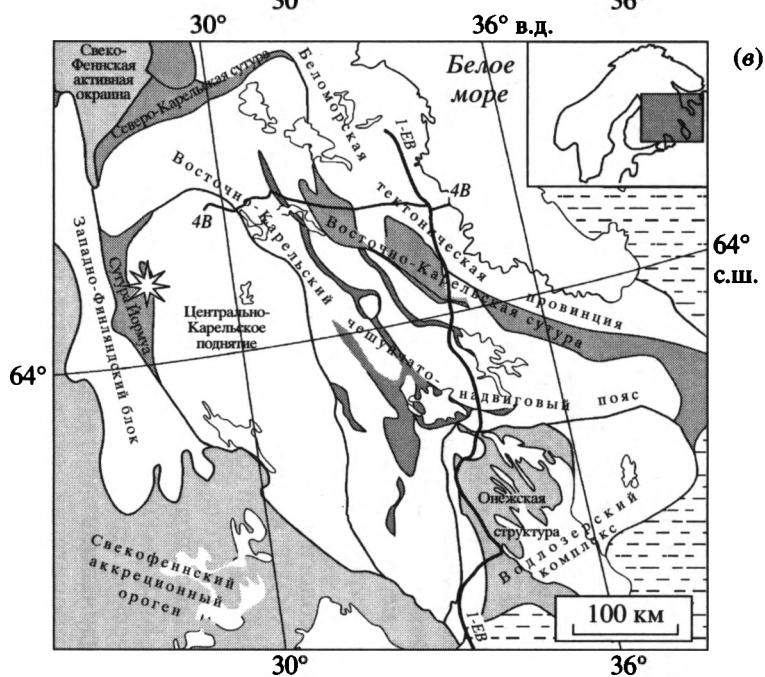 30° 36°
30° 36° в.д.
(в)
Свеко-
Феннская
активная
окраина
Северо-Карельская сутура
Беломорская
тектоническая
провинция
Белое
море
1-ЕВ
4В
4В
Восточно-
Карельский
чешуйчато-
надвиговый пояс
Восточно-Карельская сутура
64°
с.ш.
Западно-Финляндский блок
Сутура Йормуа
Центрально-
Карельское
поднятие
64°
Онежская
структура
Водлозерский
комплекс
Свекофеннский
аккреционный
ороген
1-ЕВ
100 км
30° 36°